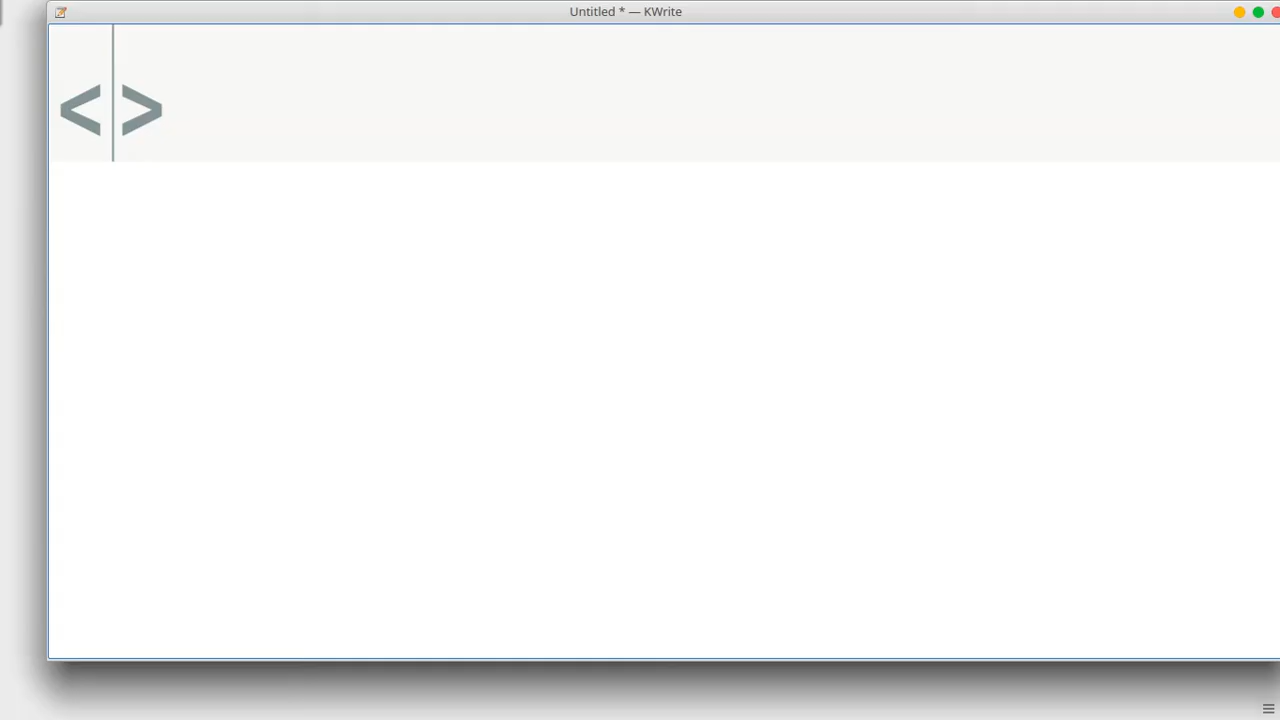 Untitled * — KWrite
<>